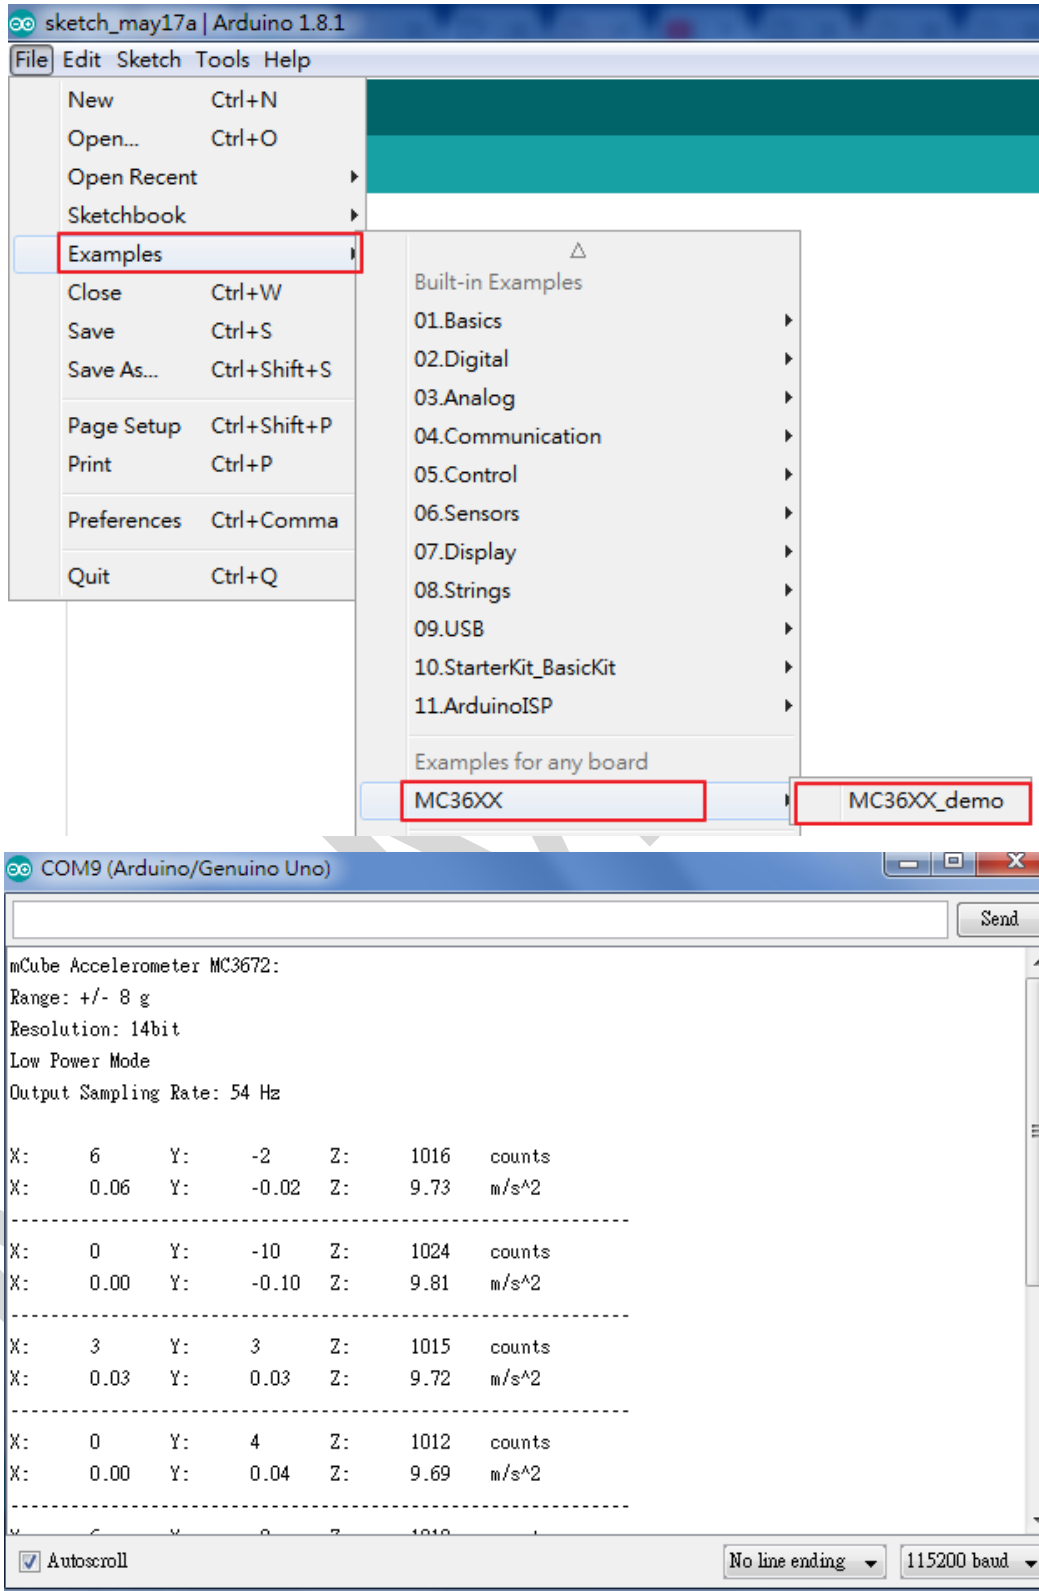 sketch_may17a | Arduino 1.8.1
File Edit Sketch Tools Help
New Ctrl+N
Open... Ctrl+O
Open Recent
Sketchbook
Examples
Close Ctrl+W
Save Ctrl+S
Save As... Ctrl+Shift+S
Page Setup Ctrl+Shift+P
Print Ctrl+P
Preferences Ctrl+Comma
Quit Ctrl+Q
Built-in Examples
01.Basics
02.Digital
03.Analog
04.Communication
05.Control
06.Sensors
07.Display
08.Strings
09.USB
10.StarterKit_BasicKit
11.ArduinoISP
Examples for any board
MC36XX
MC36XX_demo
COM9 (Arduino/Genuino Uno)
Send
mCube Accelerometer MC3672:
Range: +/- 8 g
Resolution: 14bit
Low Power Mode
Output Sampling Rate: 54 Hz
X: 6 Y: -2 Z: 1016 counts
X: 0.06 Y: -0.02 Z: 9.73 m/s^2
---------------------------------------------------------------
X: 0 Y: -10 Z: 1024 counts
X: 0.00 Y: -0.10 Z: 9.81 m/s^2
---------------------------------------------------------------
X: 3 Y: 3 Z: 1015 counts
X: 0.03 Y: 0.03 Z: 9.72 m/s^2
---------------------------------------------------------------
X: 0 Y: 4 Z: 1012 counts
X: 0.00 Y: 0.04 Z: 9.69 m/s^2
---------------------------------------------------------------
Autoscroll
No line ending
115200 baud